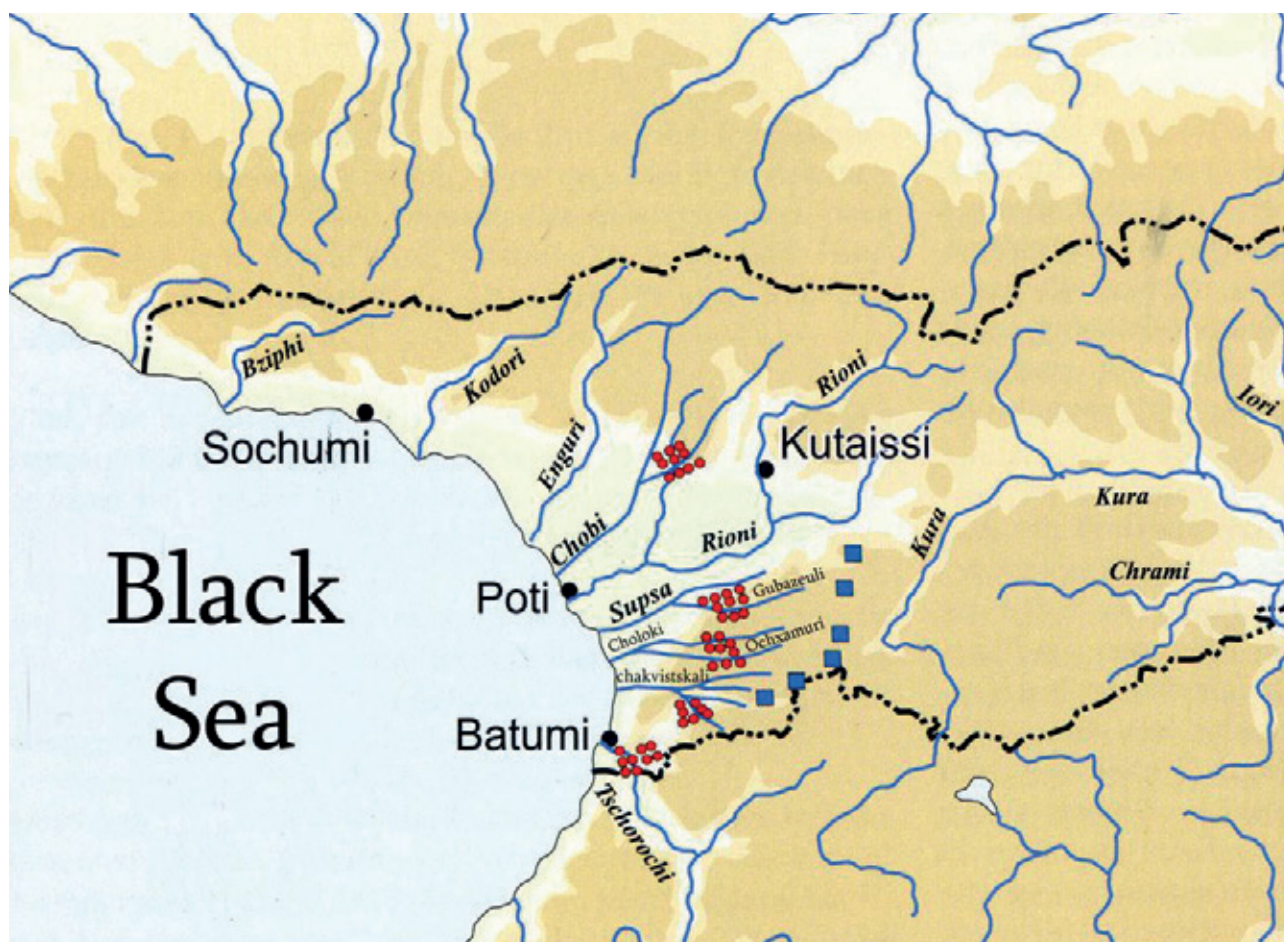 Bziphi
Kodori
Rioni
Iori
Sochumi
Kutaissi
Enguri
Kura
Kura
Chobi
Rioni
Chrami
Black
Sea
Poti
Supsa
Gubazeuli
Choloki
Ochxamuri
chakvistskali
Batumi
Tschorochi